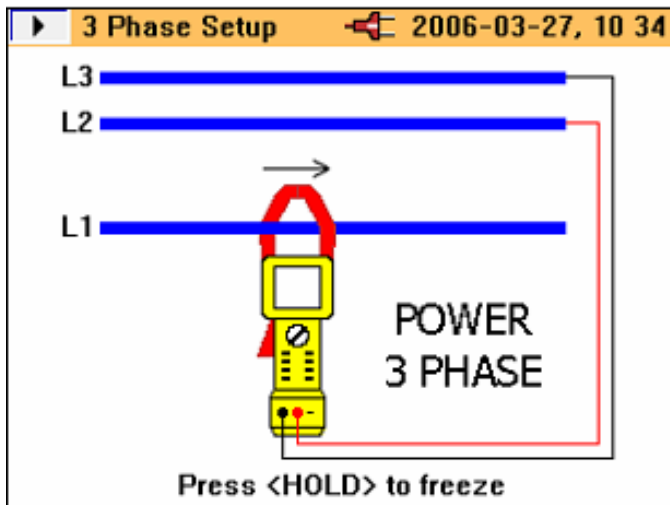 3 Phase Setup 2006-03-27, 10 34
L3
L2
L1
POWER
3 PHASE
Press <HOLD> to freeze